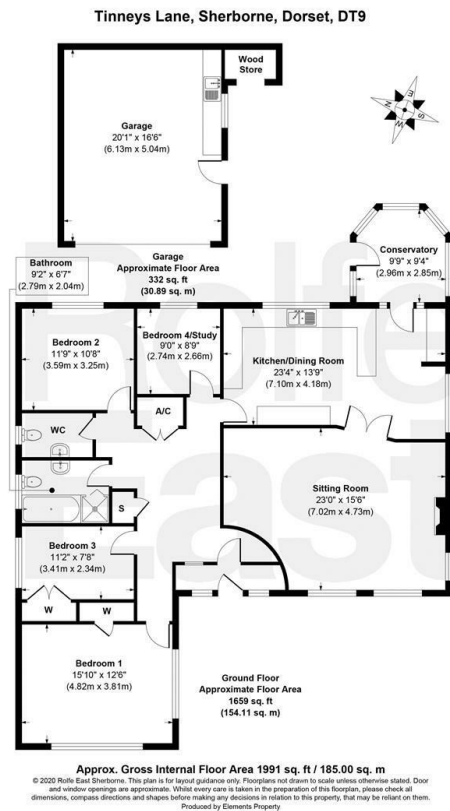 Tinneys Lane, Sherborne, Dorset, DT9
Wood
Store
Garage
20'1" x 16'6"
(6.13m x 5.04m)
N
E
S
W
Conservatory
9'9" x 9'4"
(2.96m x 2.85m)
Garage
Approximate Floor Area
332 sq. ft
(30.89 sq. m)
Bathroom
9'2" x 6'7"
(2.79m x 2.04m)
Bedroom 2
11'9" x 10'8"
(3.59m x 3.25m)
Bedroom 4/Study
9'0" x 8'9"
(2.74m x 2.66m)
Kitchen/Dining Room
23'4" x 13'9"
(7.10m x 4.18m)
A/C
WC
Sitting Room
23'0" x 15'6"
(7.02m x 4.73m)
S
Bedroom 3
11'2" x 7'8"
(3.41m x 2.34m)
W
W
Bedroom 1
15'10" x 12'6"
(4.82m x 3.81m)
Ground Floor
Approximate Floor Area
1659 sq. ft
(154.11 sq. m)
Rolfe
East
Approx. Gross Internal Floor Area 1991 sq. ft / 185.00 sq. m
© 2020 Rolfe East Sherborne. This plan is for layout guidance only. Floorplans not drawn to scale unless otherwise stated. Door
and window openings are approximate. Whilst every care is taken in the preparation of this floorplan, please check all
dimensions, compass directions and shapes before making any decisions in relation to this property, that may be reliant on them.
Produced by Elements Property